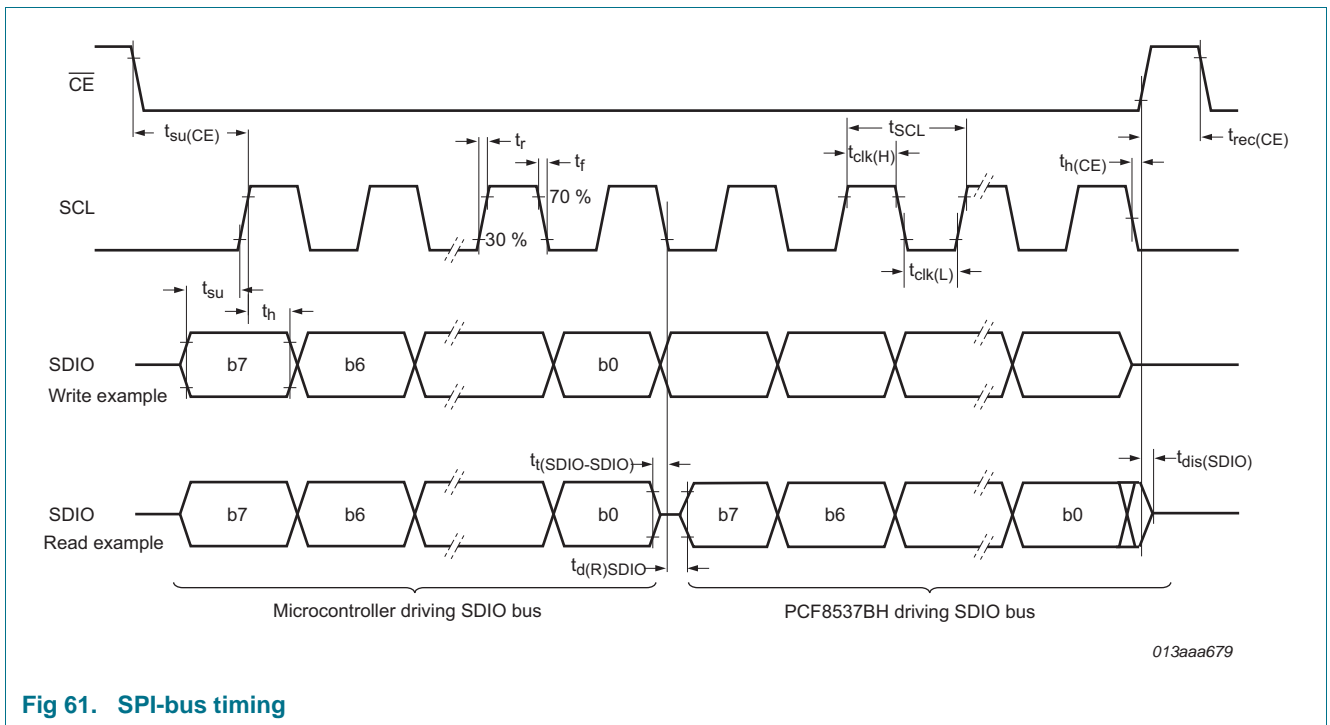 CE
tsu(CE)
tr
tf
tSCL
tclk(H)
trec(CE)
th(CE)
SCL
70 %
30 %
tclk(L)
tsu
th
SDIO
Write example
b7
b6
b0
tt(SDIO-SDIO)
tdis(SDIO)
SDIO
Read example
b7
b6
b0
b7
b6
b0
td(R)SDIO
Microcontroller driving SDIO bus
PCF8537BH driving SDIO bus
013aaa679
Fig 61. SPI-bus timing